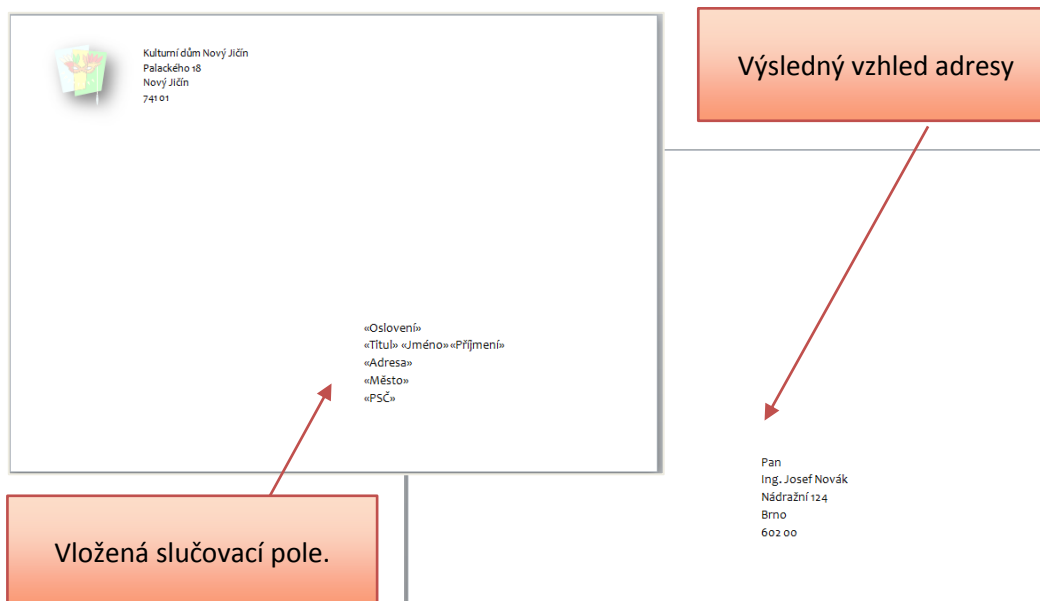 Kulturní dům Nový Jičín
Palackého 18
Nový Jičín
741 01
Výsledný vzhled adresy
«Oslovení»
«Titul» «Jméno»«Příjmení»
«Adresa»
«Město»
«PSČ»
Pan
Ing. Josef Novák
Nádražní 124
Brno
602 00
Vložená slučovací pole.